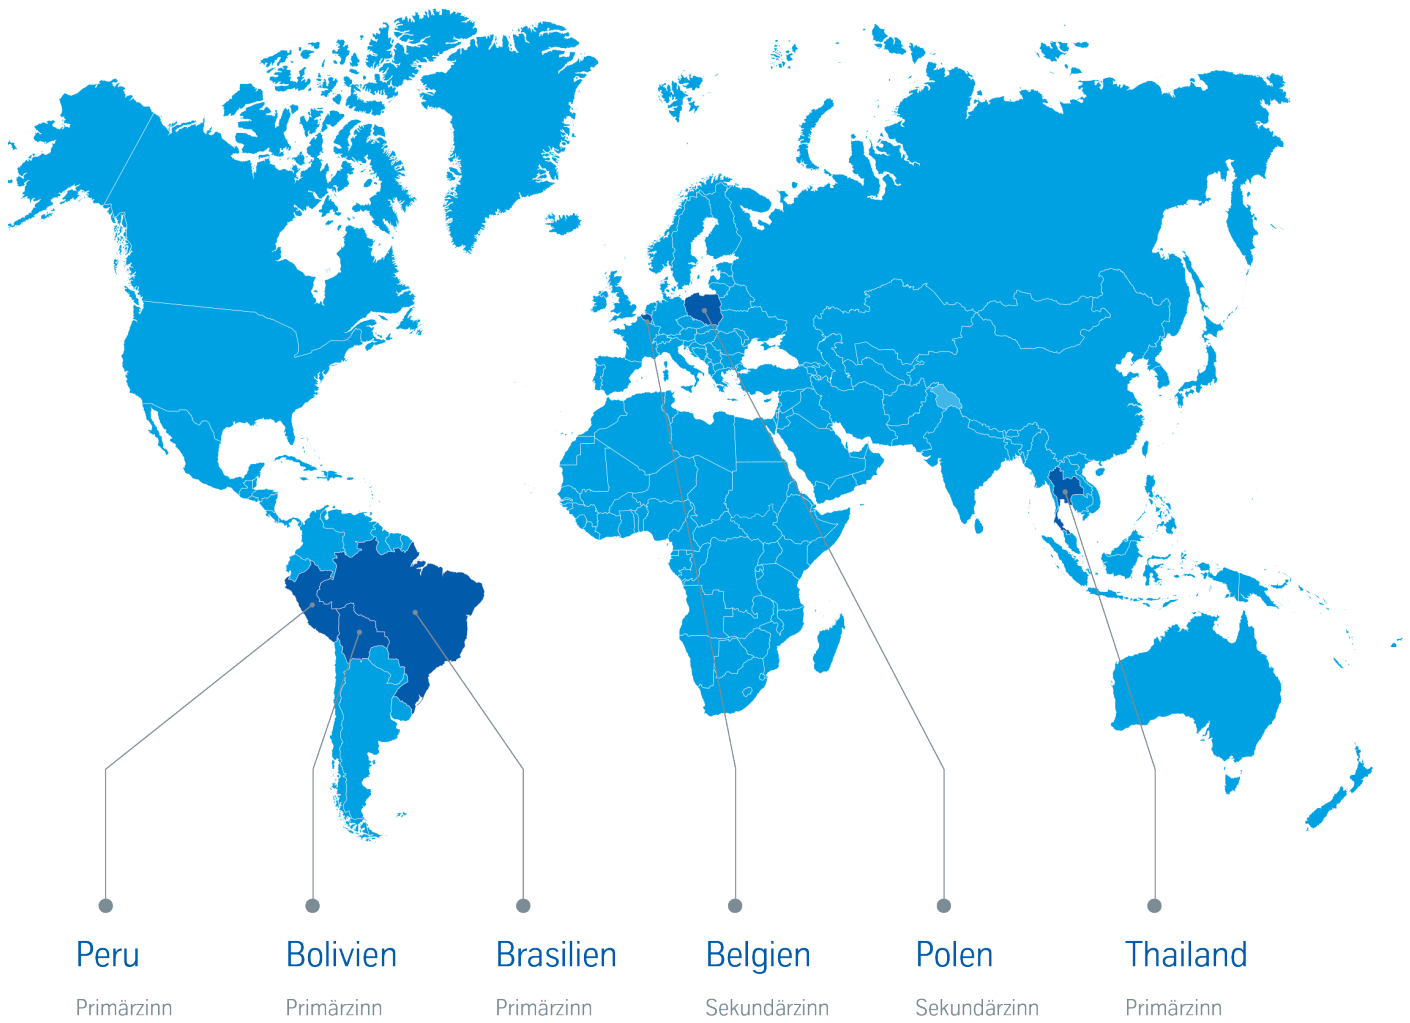 Peru
Primärzinn
Bolivien
Primärzinn
Brasilien
Primärzinn
Belgien
Sekundärzinn
Polen
Sekundärzinn
Thailand
Primärzinn